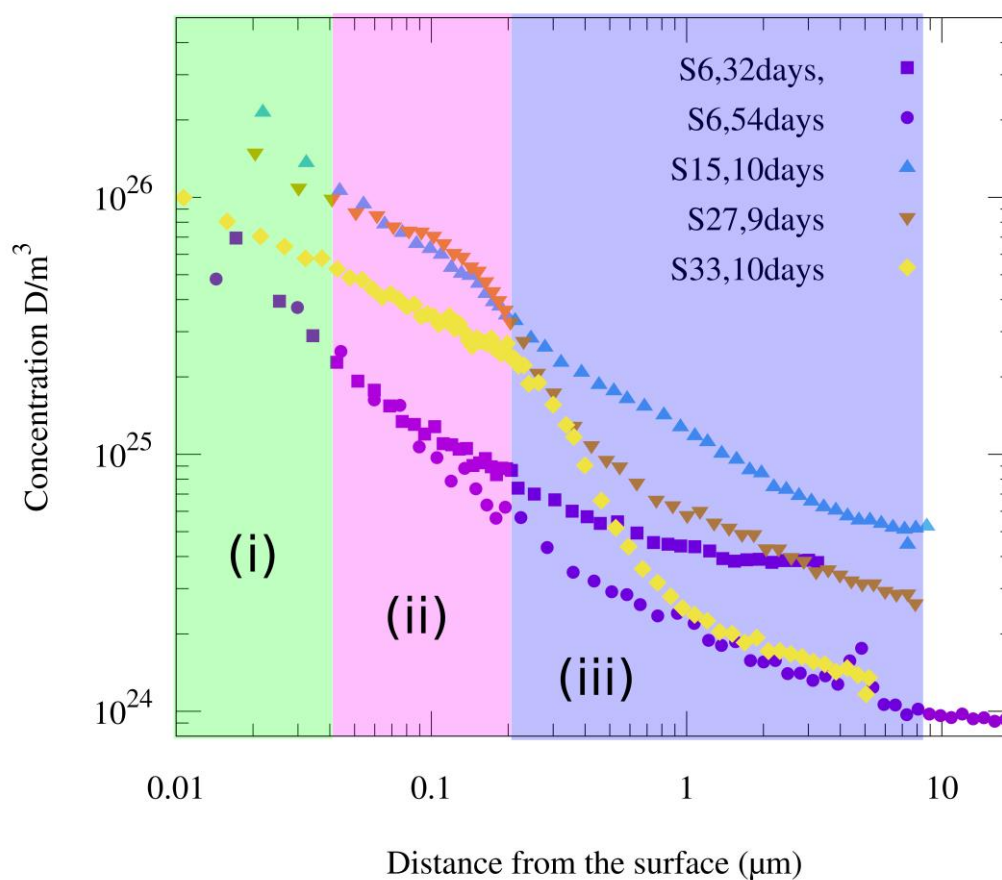 S6,32days,
S6,54days
S15,10days
S27,9days
S33,10days
10^26
10^25
10^24
Concentration D/m^3
(i)
(ii)
(iii)
0.01
0.1
1
10
Distance from the surface (μm)